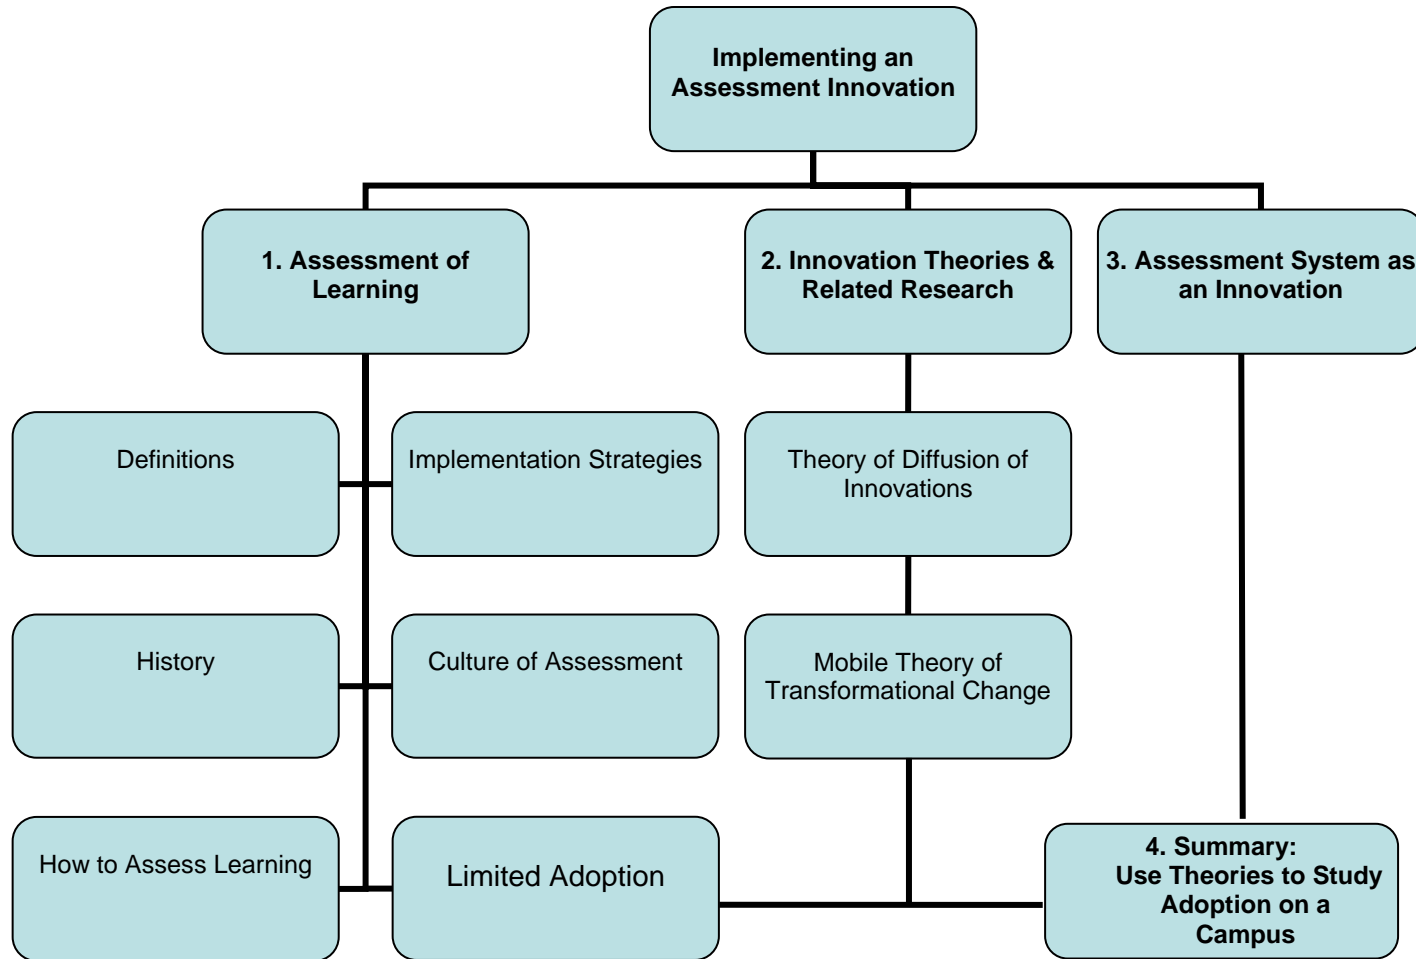 Implementing an
Assessment Innovation
1. Assessment of
Learning
2. Innovation Theories &
Related Research
3. Assessment System as
an Innovation
Definitions
Implementation Strategies
Theory of Diffusion of
Innovations
History
Culture of Assessment
Mobile Theory of
Transformational Change
How to Assess Learning
Limited Adoption
4. Summary:
Use Theories to Study
Adoption on a
Campus